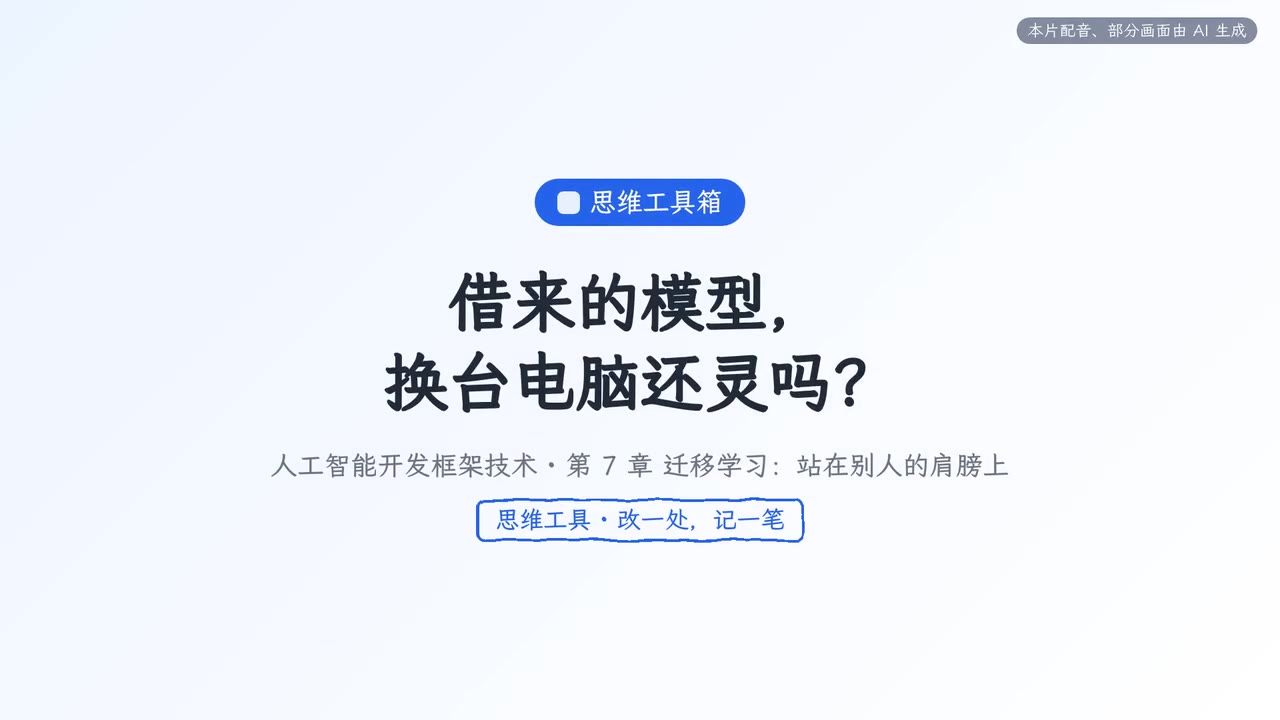 本片配音、部分画面由 AI 生成
思维工具箱
借来的模型，
换台电脑还灵吗？
人工智能开发框架技术·第 7 章 迁移学习：站在别人的肩膀上
思维工具·改一处，记一笔